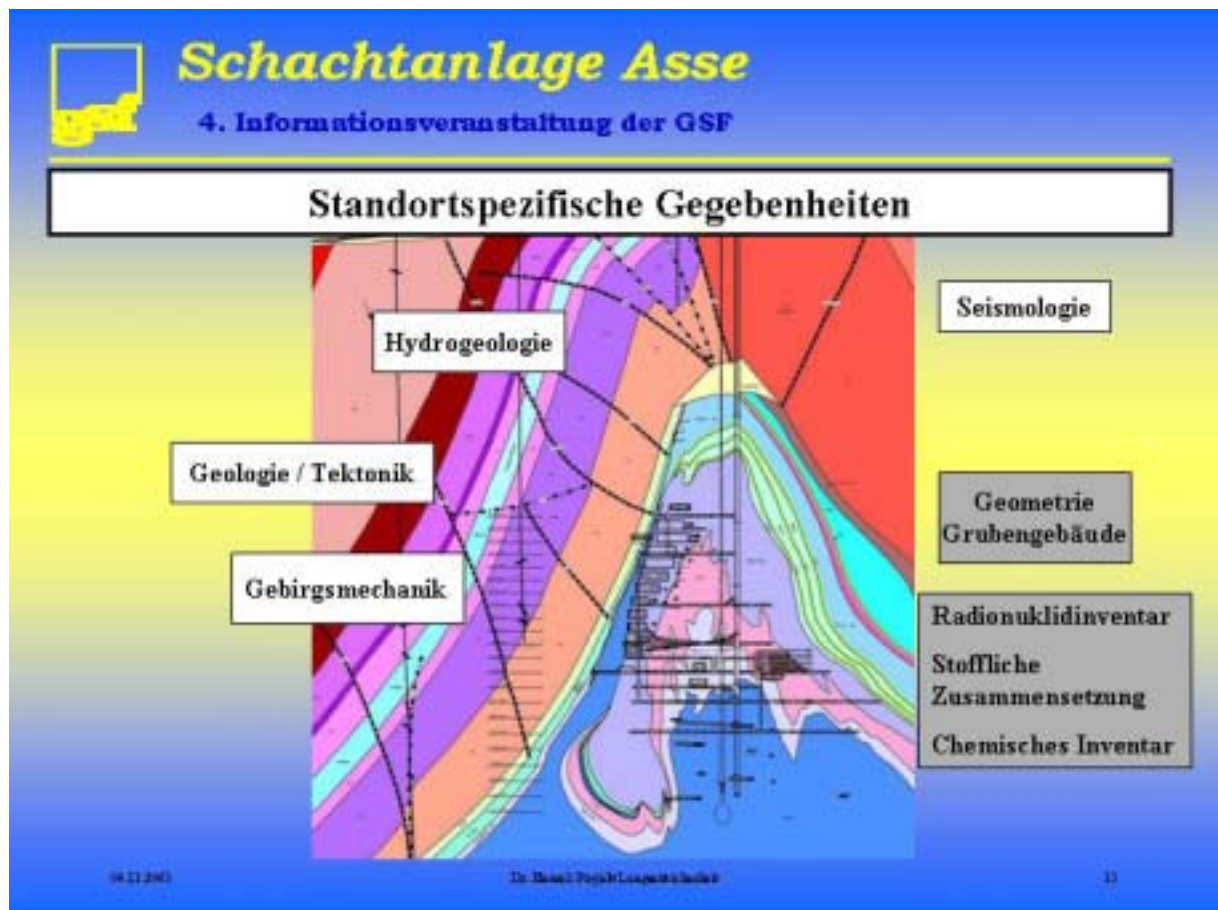 Schachtanlage Asse
4. Informationsveranstaltung der GSF
Standortspezifische Gegebenheiten
Seismologie
Hydrogeologie
Geologie / Tektonik
Geometrie
Grubengebäude
Gebirgsmechanik
Radionuklidinventar
Stoffliche
Zusammensetzung
Chemisches Inventar
Dr.